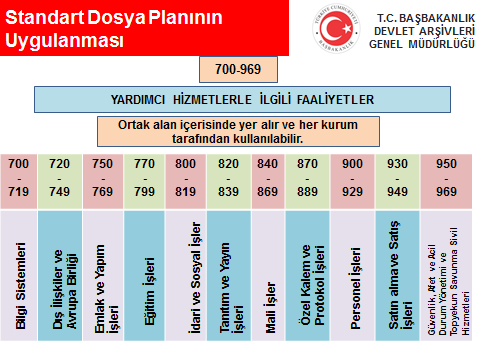 Standart Dosya Planının
Uygulanması
T.C. BAŞBAKANLIK
DEVLET ARŞİVLERİ
GENEL MÜDÜRLÜĞÜ
700-969
YARDIMCI HİZMETLERLE İLGİLİ FAALİYETLER
Ortak alan içerisinde yer alır ve her kurum
tarafından kullanılabilir.
700
-
719
720
-
749
750
-
769
770
-
799
800
-
819
820
-
839
840
-
869
870
-
889
900
-
929
930
-
949
950
-
969
Bilgi Sistemleri
Dış İlişkiler ve
Avrupa Birliği
Emlak ve Yapım
İşleri
Eğitim İşleri
İdari ve Sosyal İşler
Tanıtım ve Yayın
İşleri
Mali İşler
Özel Kalem ve
Protokol İşleri
Personel İşleri
Satın alma ve Satış
İşleri
Güvenlik, Afet ve Acil
Durum Yönetimi ve
Topyekun Savunma Sivil
Hizmetleri